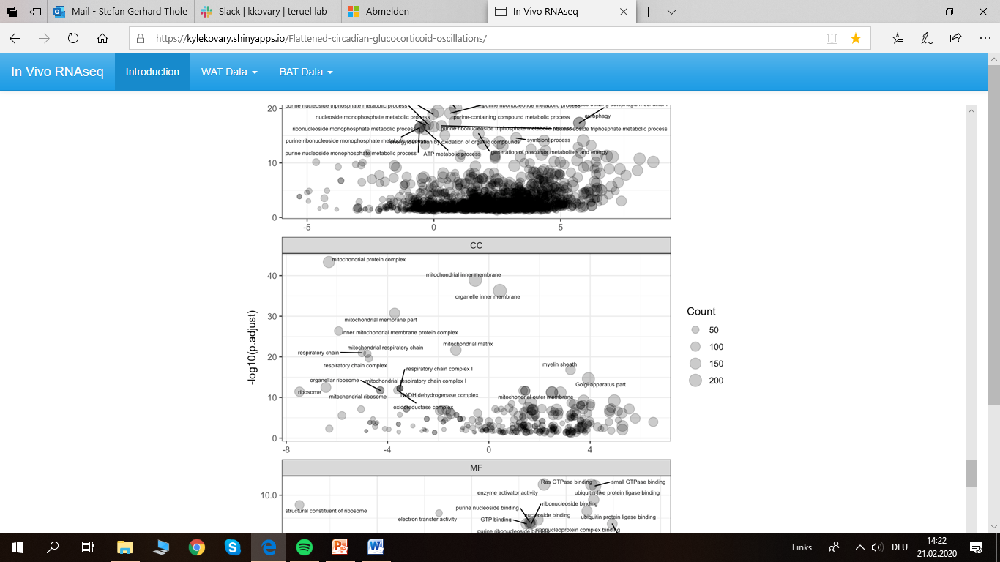 Mail - Stefan Gerhard Thole
Slack | kkovary | teruel lab
Abmelden
In Vivo RNAseq
https://kylekovary.shinyapps.io/Flattened-circadian-glucocorticoid-oscillations/
In Vivo RNAseq Introduction WAT Data BAT Data
20
purine nucleoside triphosphate metabolic process
purine ribonucleotide metabolic process
nucleoside monophosphate metabolic process
purine-containing compound metabolic process
autophagy
ribonucleoside monophosphate metabolic process
purine ribonucleoside triphosphate metabolic process
ribonucleoside triphosphate metabolic process
purine ribonucleoside monophosphate metabolic process
energy derivation by oxidation of organic compounds
symbiont process
purine nucleoside monophosphate metabolic process
ATP metabolic process
generation of precursor metabolites and energy
10
0
-5 0 5
CC
mitochondrial protein complex
40
mitochondrial inner membrane
organelle inner membrane
30
mitochondrial membrane part
inner mitochondrial membrane protein complex
mitochondrial matrix
mitochondrial respiratory chain
respiratory chain
20
respiratory chain complex
myelin sheath
respiratory chain complex I
organellar ribosome
mitochondrial respiratory chain complex I
Golgi apparatus part
ribosome
mitochondrial ribosome
NADH dehydrogenase complex
mitochondrial outer membrane
10
oxidoreductase complex
0
-8 -4 0 4
-log10(p.adjust)
Count
50
100
150
200
MF
Ras GTPase binding
small GTPase binding
10.0
enzyme activator activity
ubiquitin-like protein ligase binding
ribonucleoside binding
structural constituent of ribosome
purine nucleoside binding
nucleoside binding
ubiquitin protein ligase binding
electron transfer activity
GTP binding
purine ribonucleoside binding
ribonucleoprotein complex binding
Links
DEU
14:22
21.02.2020